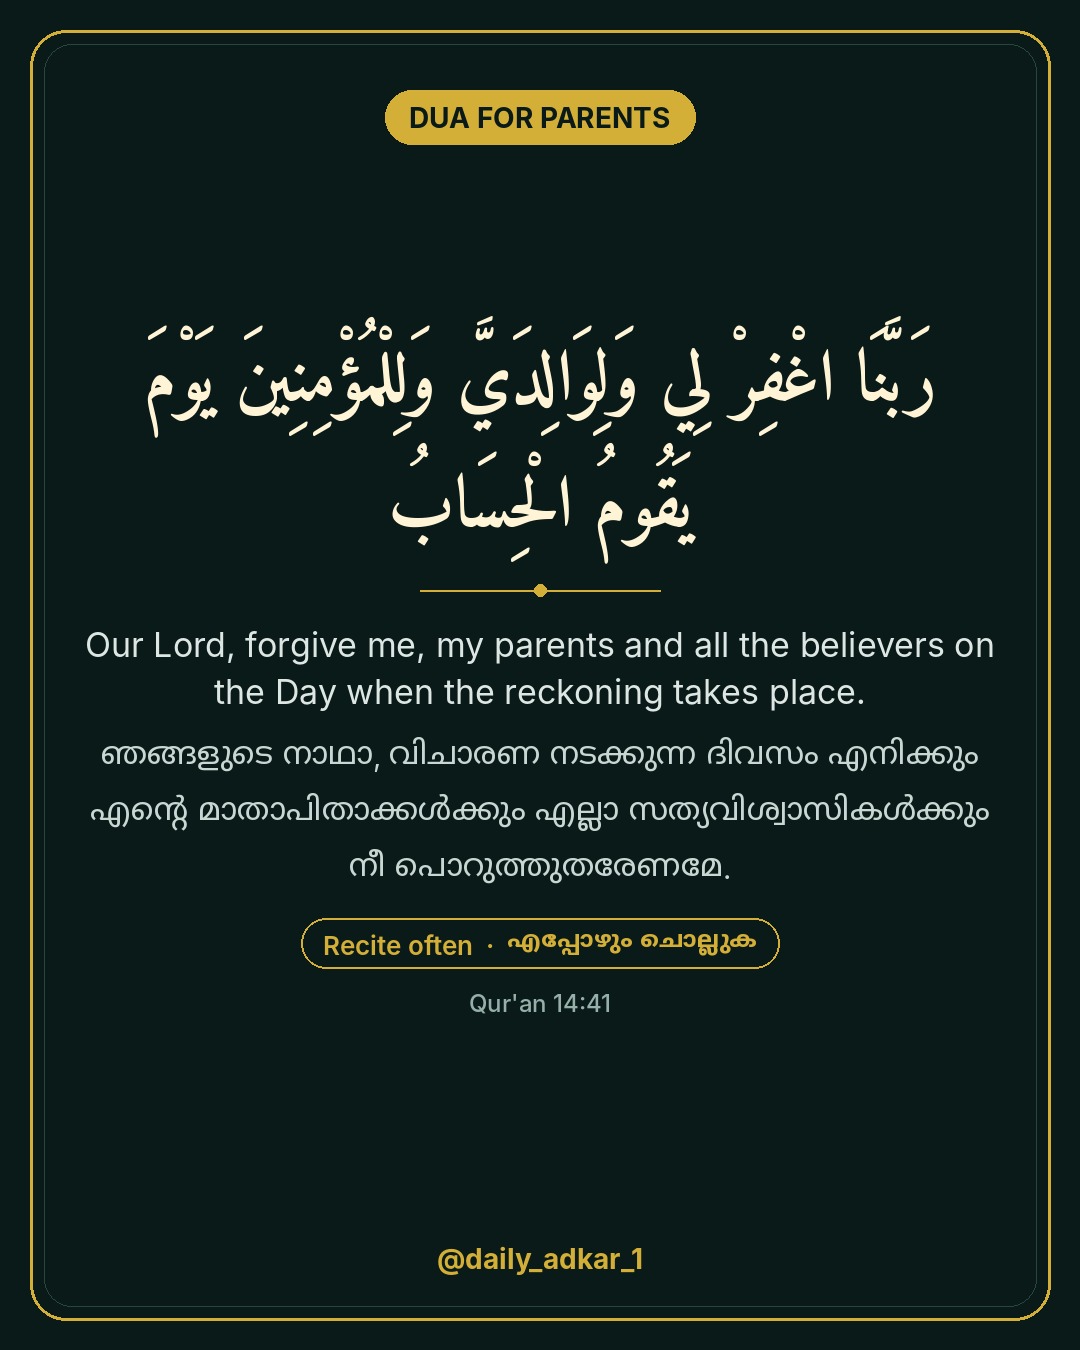 DUA FOR PARENTS
رَبَّنَا اغْفِرْ لِي وَلِوَالِدَيَّ وَلِلْمُؤْمِنِينَ يَوْمَ
يَقُومُ الْحِسَابُ
Our Lord, forgive me, my parents and all the believers on
the Day when the reckoning takes place.
ഞങ്ങളുടെ നാഥാ, വിചാരണ നടക്കുന്ന ദിവസം എനിക്കും
എന്റെ മാതാപിതാക്കൾക്കും എല്ലാ സത്യവിശ്വാസികൾക്കും
നീ പൊറുത്തുതരേണമേ.
Recite often · എപ്പോഴും ചൊല്ലുക
Qur'an 14:41
@daily_adkar_1